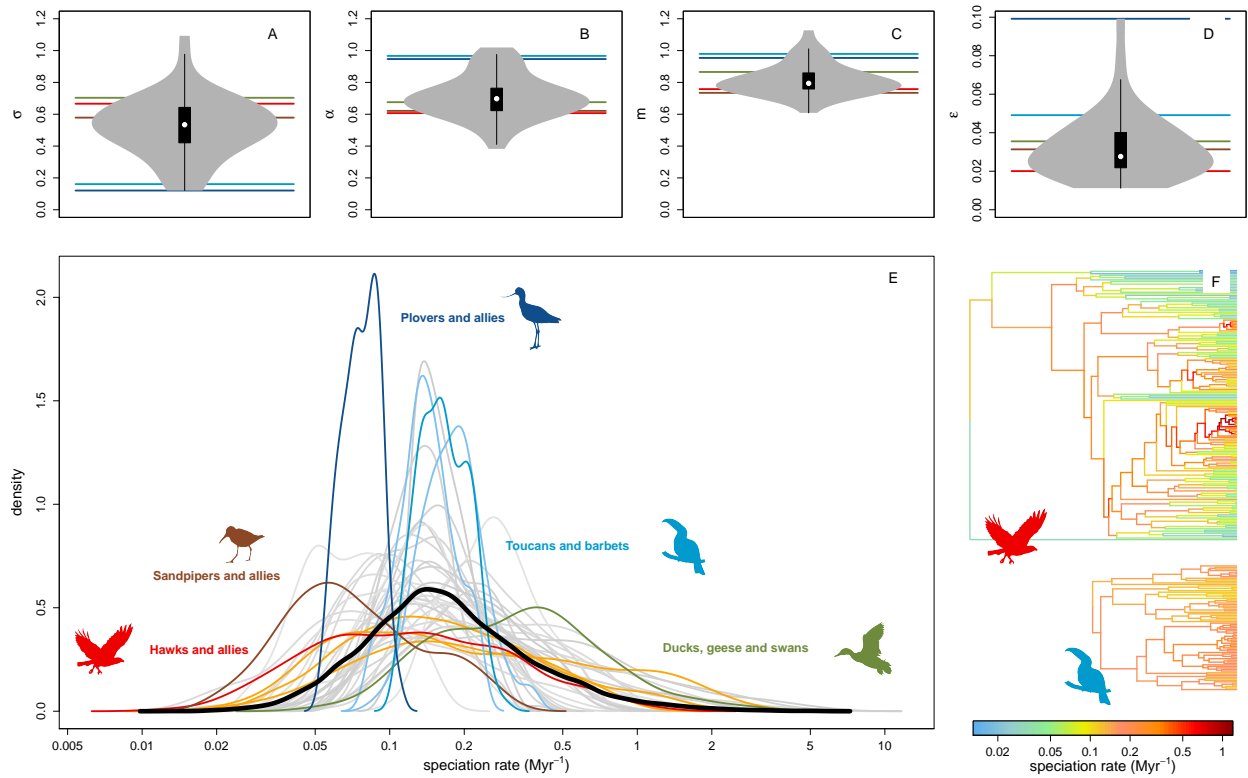 A
1.2
1.0
0.8
0.6
0.4
0.2
0.0
σ
B
1.2
1.0
0.8
0.6
0.4
0.2
0.0
α
C
1.2
1.0
0.8
0.6
0.4
0.2
0.0
m
D
0.10
0.08
0.06
0.04
0.02
0.00
ε
E
2.0
1.5
1.0
0.5
0.0
density
Plovers and allies
Sandpipers and allies
Toucans and barbets
Hawks and allies
Ducks, geese and swans
0.005 0.01 0.02 0.05 0.1 0.2 0.5 1 2 5 10
speciation rate (Myr⁻¹)
F
0.02 0.05 0.1 0.2 0.5 1
speciation rate (Myr⁻¹)